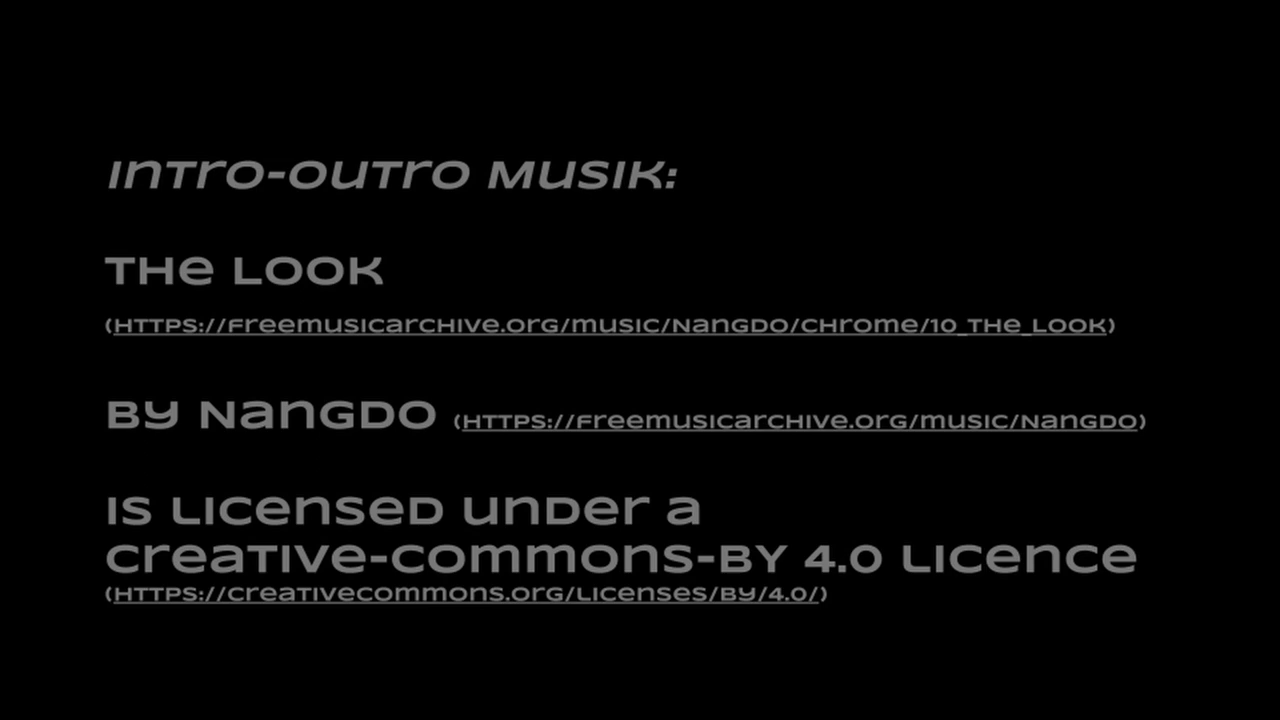 Intro-Outro Musik:
The Look
(https://freemusicarchive.org/music/Nangdo/Chrome/10_The_Look)
By Nangdo (https://freemusicarchive.org/music/Nangdo)
is licensed under a
Creative-Commons-BY 4.0 Licence
(https://creativecommons.org/licenses/by/4.0/)